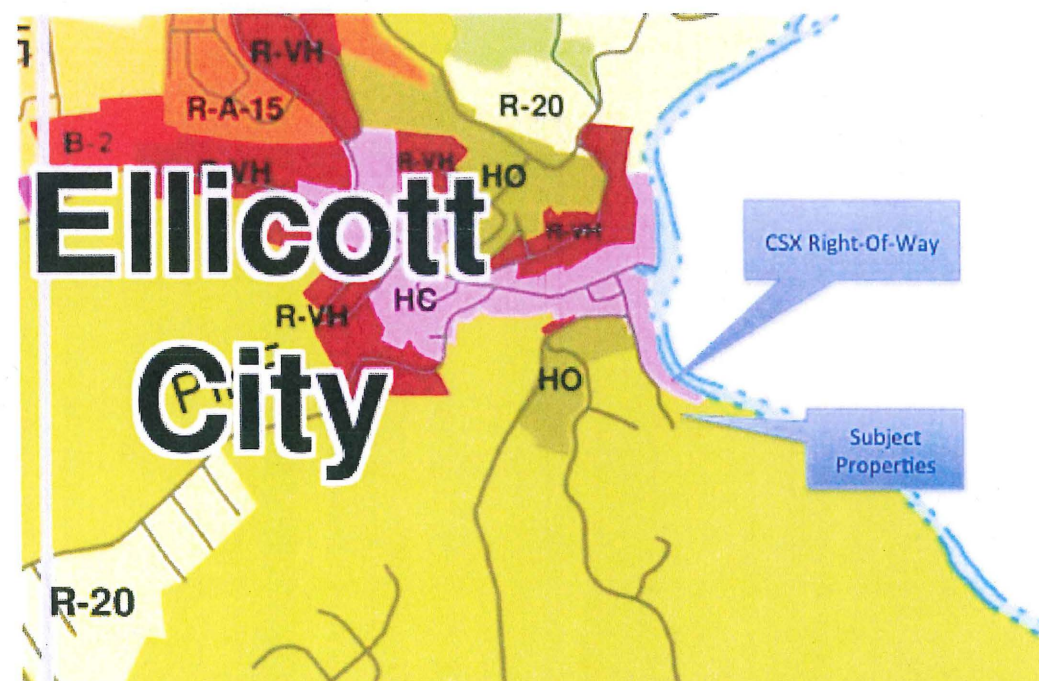 R-VH
R-A-15
R-20
B-2
R-VH
R-VH
HO
Ellicott
R-VH
CSX Right-Of-Way
HC
R-VH
City
HO
Subject
Properties
R-20